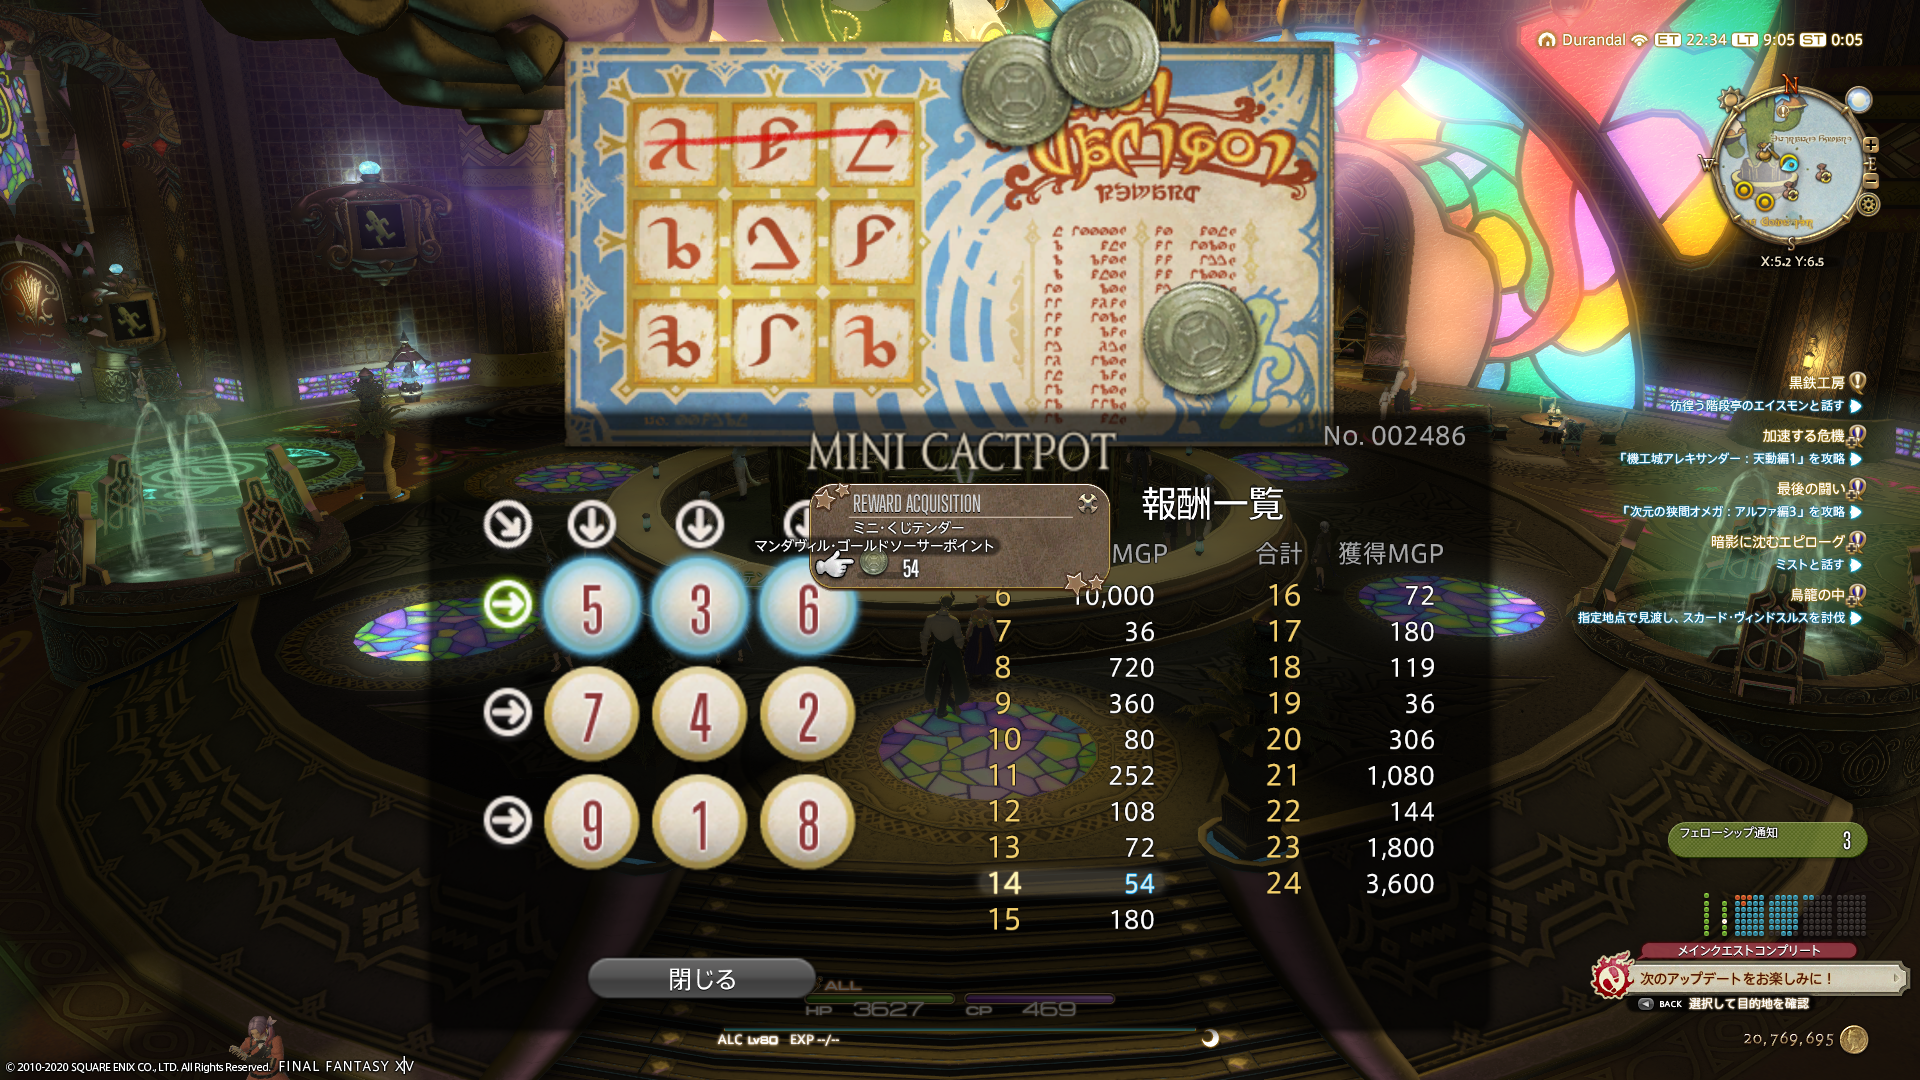 Durandal ET 22:34 LT 9:05 ST 0:05
N
W
E
S
X:5.2 Y:6.5
黒鉄工房
彷徨う階段亭のエイスモンと話す
加速する危機
「機工城アレキサンダー：天動編1」を攻略
最後の闘い
「次元の狭間オメガ：アルファ編3」を攻略
暗影に沈むエピローグ
ミストと話す
鳥籠の中
指定地点で見渡し、スカード・ヴィンドスルスを討伐
MINI CACTPOT
No. 002486
REWARD ACQUISITION
ミニ・くじテンダー
マンダヴィル・ゴールドソーサーポイント
54
報酬一覧
MGP 合計 獲得MGP
5 3 6
7 4 2
9 1 8
6 10,000 16 72
7 36 17 180
8 720 18 119
9 360 19 36
10 80 20 306
11 252 21 1,080
12 108 22 144
13 72 23 1,800
14 54 24 3,600
15 180
閉じる
ALL
HP 3627 CP 469
ALC Lv80 EXP --/--
フェローシップ通知 3
メインクエストコンプリート
次のアップデートをお楽しみに！
BACK 選択して目的地を確認
20,769,695
© 2010-2020 SQUARE ENIX CO., LTD. All Rights Reserved. FINAL FANTASY XIV